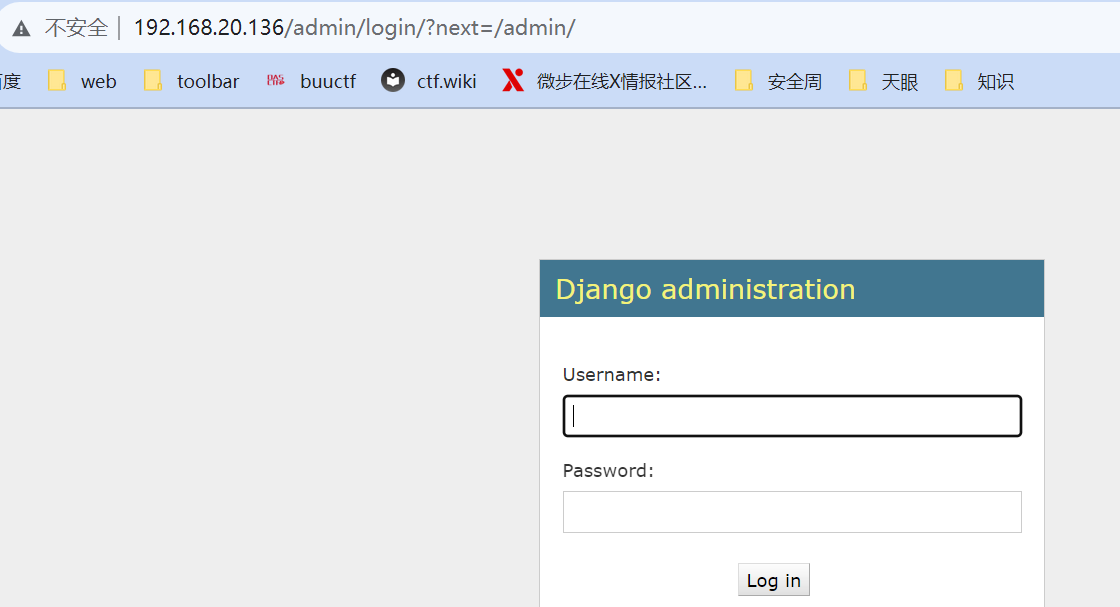 不安全 192.168.20.136/admin/login/?next=/admin/
度 web toolbar buuctf ctf.wiki 微步在线X情报社区... 安全周 天眼 知识
Django administration
Username:
Password:
Log in